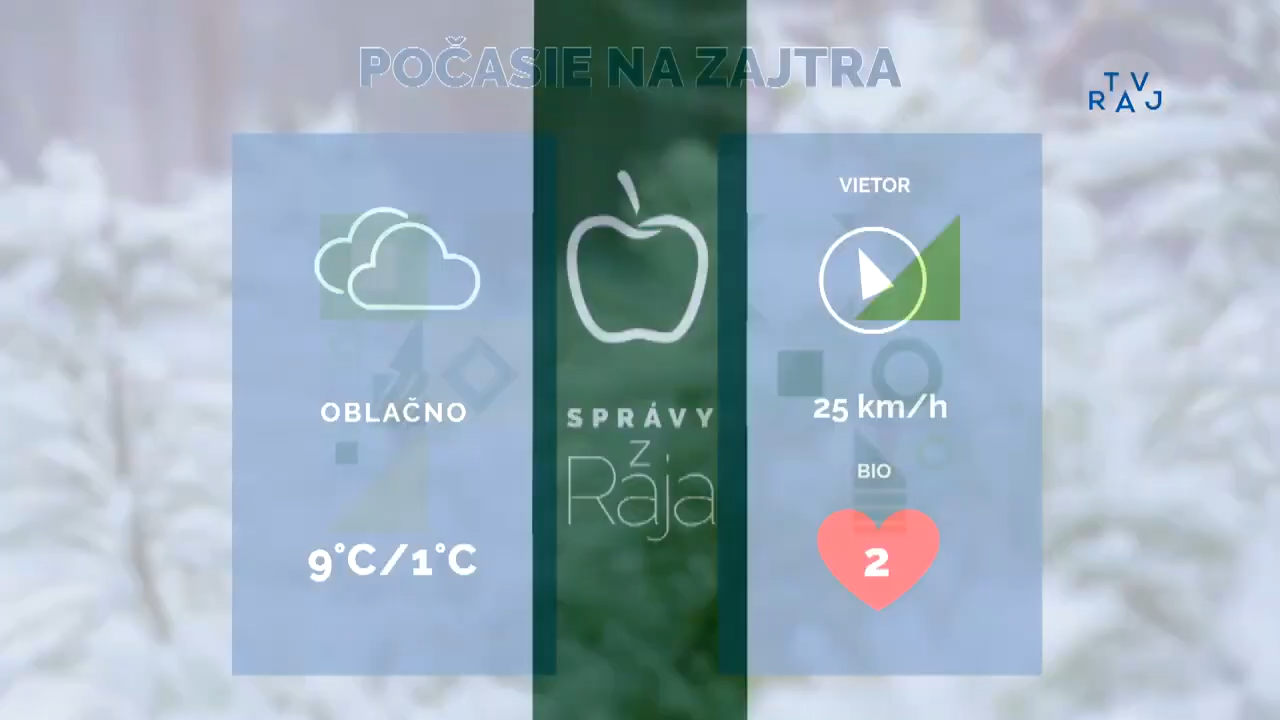 POČASIE NA ZAJTRA
TV
RAJ
OBLAČNO
9°C/1°C
SPRÁVY
z
Raja
VIETOR
25 km/h
BIO
2